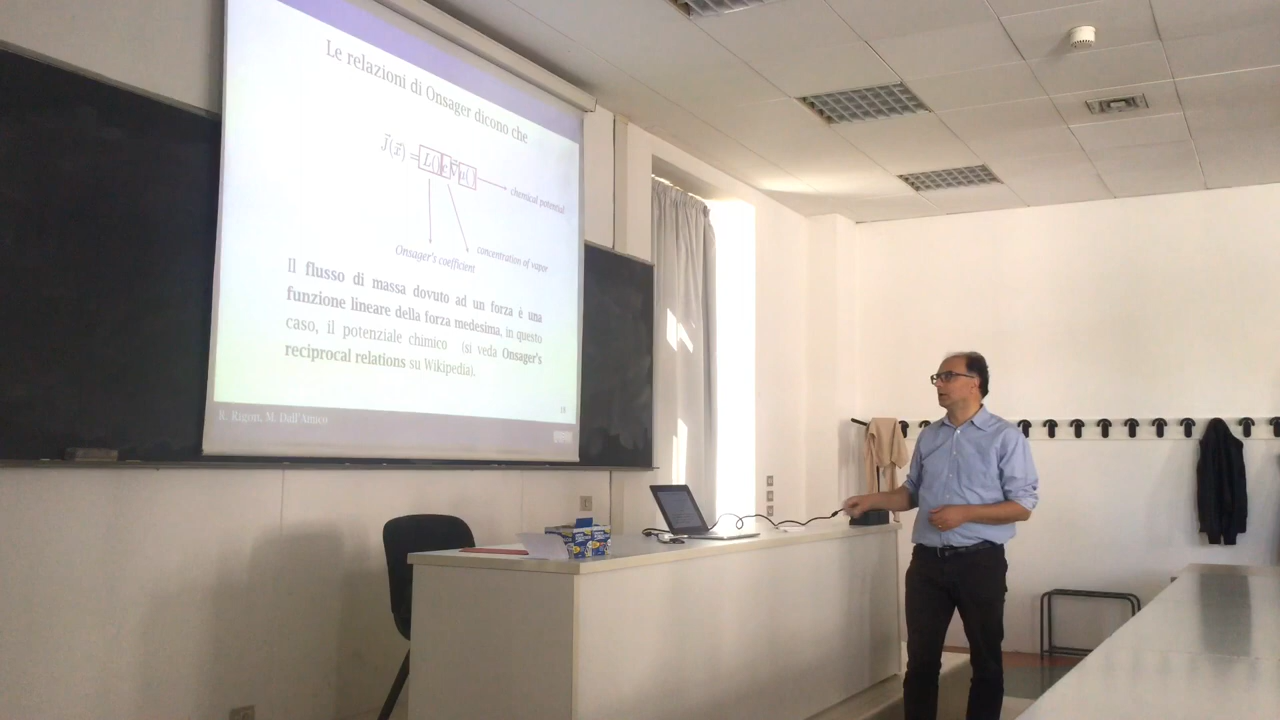 Le relazioni di Onsager dicono che
J⃗(x⃗) = L() c ∇⃗ μ()
chemical potential
Onsager's coefficient
concentration of vapor
Il flusso di massa dovuto ad un forza è una
funzione lineare della forza medesima, in questo
caso, il potenziale chimico (si veda Onsager's
reciprocal relations su Wikipedia).
R. Rigon, M. Dall'Amico
18